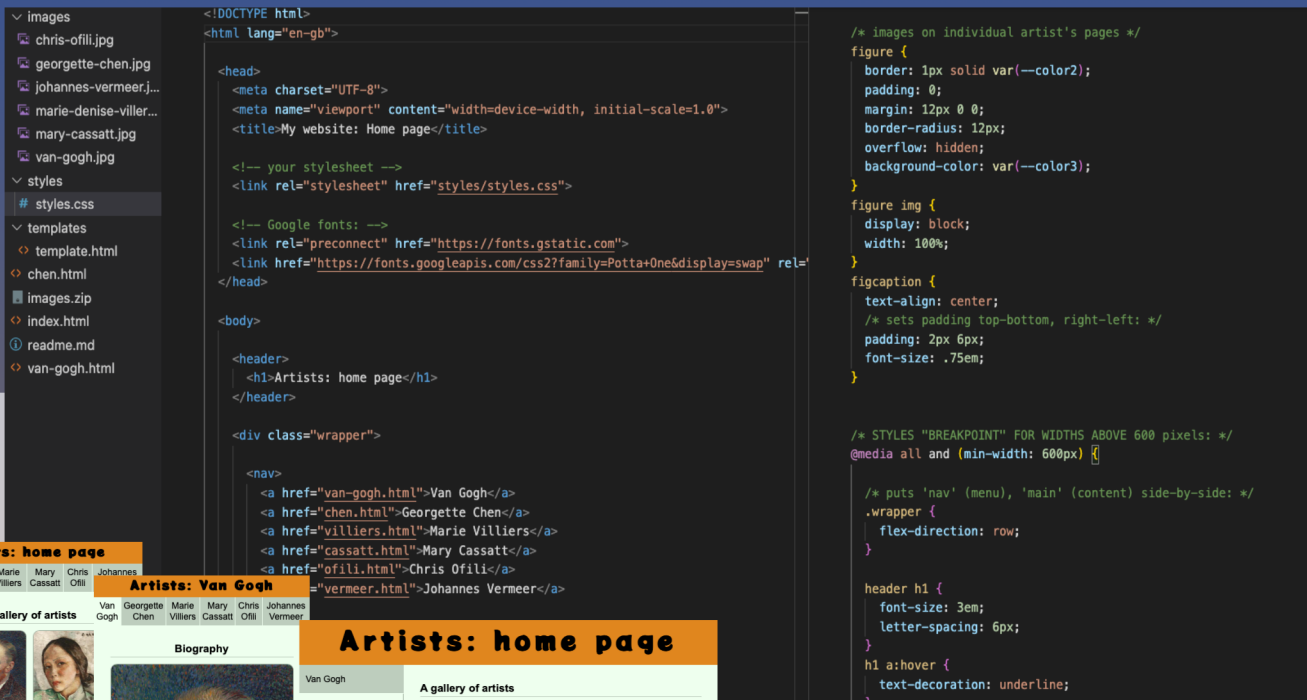 images
chris-ofili.jpg
georgette-chen.jpg
johannes-vermeer.j...
marie-denise-viller...
mary-cassatt.jpg
van-gogh.jpg
styles
# styles.css
templates
<> template.html
<> chen.html
images.zip
<> index.html
readme.md
<> van-gogh.html
<!DOCTYPE html>
<html lang="en-gb">
<head>
<meta charset="UTF-8">
<meta name="viewport" content="width=device-width, initial-scale=1.0">
<title>My website: Home page</title>
<!-- your stylesheet -->
<link rel="stylesheet" href="styles/styles.css">
<!-- Google fonts: -->
<link rel="preconnect" href="https://fonts.gstatic.com">
<link href="https://fonts.googleapis.com/css2?family=Potta+One&display=swap" rel="
</head>
<body>
<header>
<h1>Artists: home page</h1>
</header>
<div class="wrapper">
<nav>
<a href="van-gogh.html">Van Gogh</a>
<a href="chen.html">Georgette Chen</a>
<a href="villiers.html">Marie Villiers</a>
<a href="cassatt.html">Mary Cassatt</a>
<a href="ofili.html">Chris Ofili</a>
="vermeer.html">Johannes Vermeer</a>
/* images on individual artist's pages */
figure {
border: 1px solid var(--color2);
padding: 0;
margin: 12px 0 0;
border-radius: 12px;
overflow: hidden;
background-color: var(--color3);
}
figure img {
display: block;
width: 100%;
}
figcaption {
text-align: center;
/* sets padding top-bottom, right-left: */
padding: 2px 6px;
font-size: .75em;
}
/* STYLES "BREAKPOINT" FOR WIDTHS ABOVE 600 pixels: */
@media all and (min-width: 600px) {
/* puts 'nav' (menu), 'main' (content) side-by-side: */
.wrapper {
flex-direction: row;
}
header h1 {
font-size: 3em;
letter-spacing: 6px;
}
h1 a:hover {
text-decoration: underline;
s: home page
Marie Mary Chris Johannes
illiers Cassatt Ofili
allery of artists
Artists: Van Gogh
Van Georgette Marie Mary Chris Johannes
Gogh Chen Villiers Cassatt Ofili Vermeer
Biography
Artists: home page
Van Gogh
A gallery of artists